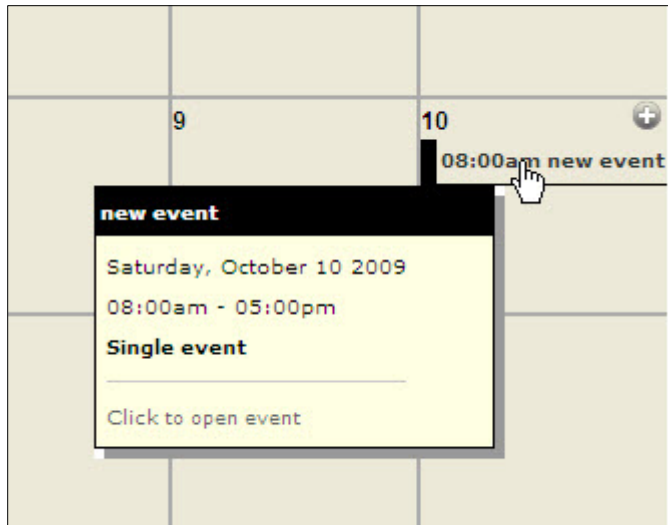 9
10
08:00am new event
new event
Saturday, October 10 2009
08:00am - 05:00pm
Single event
Click to open event